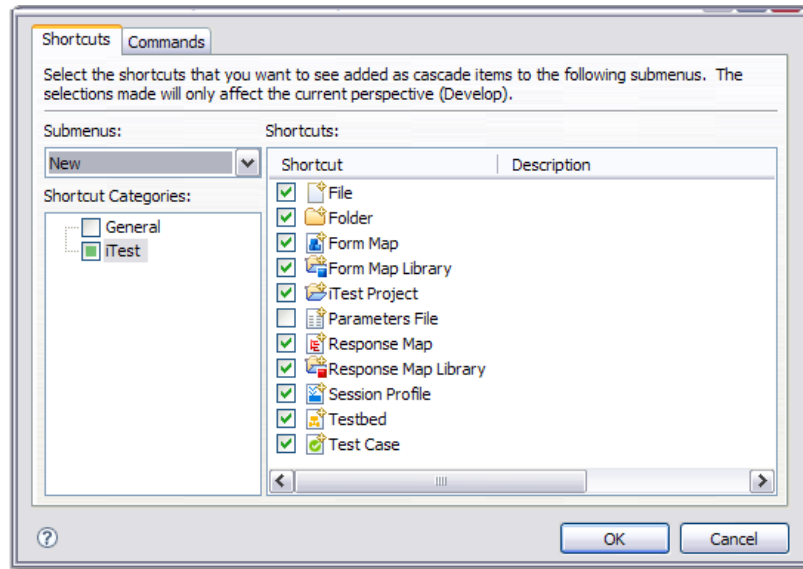 Shortcuts Commands
Select the shortcuts that you want to see added as cascade items to the following submenus. The
selections made will only affect the current perspective (Develop).
Submenus:
New
Shortcut Categories:
General
iTest
Shortcuts:
Shortcut Description
File
Folder
Form Map
Form Map Library
iTest Project
Parameters File
Response Map
Response Map Library
Session Profile
Testbed
Test Case
?
OK Cancel